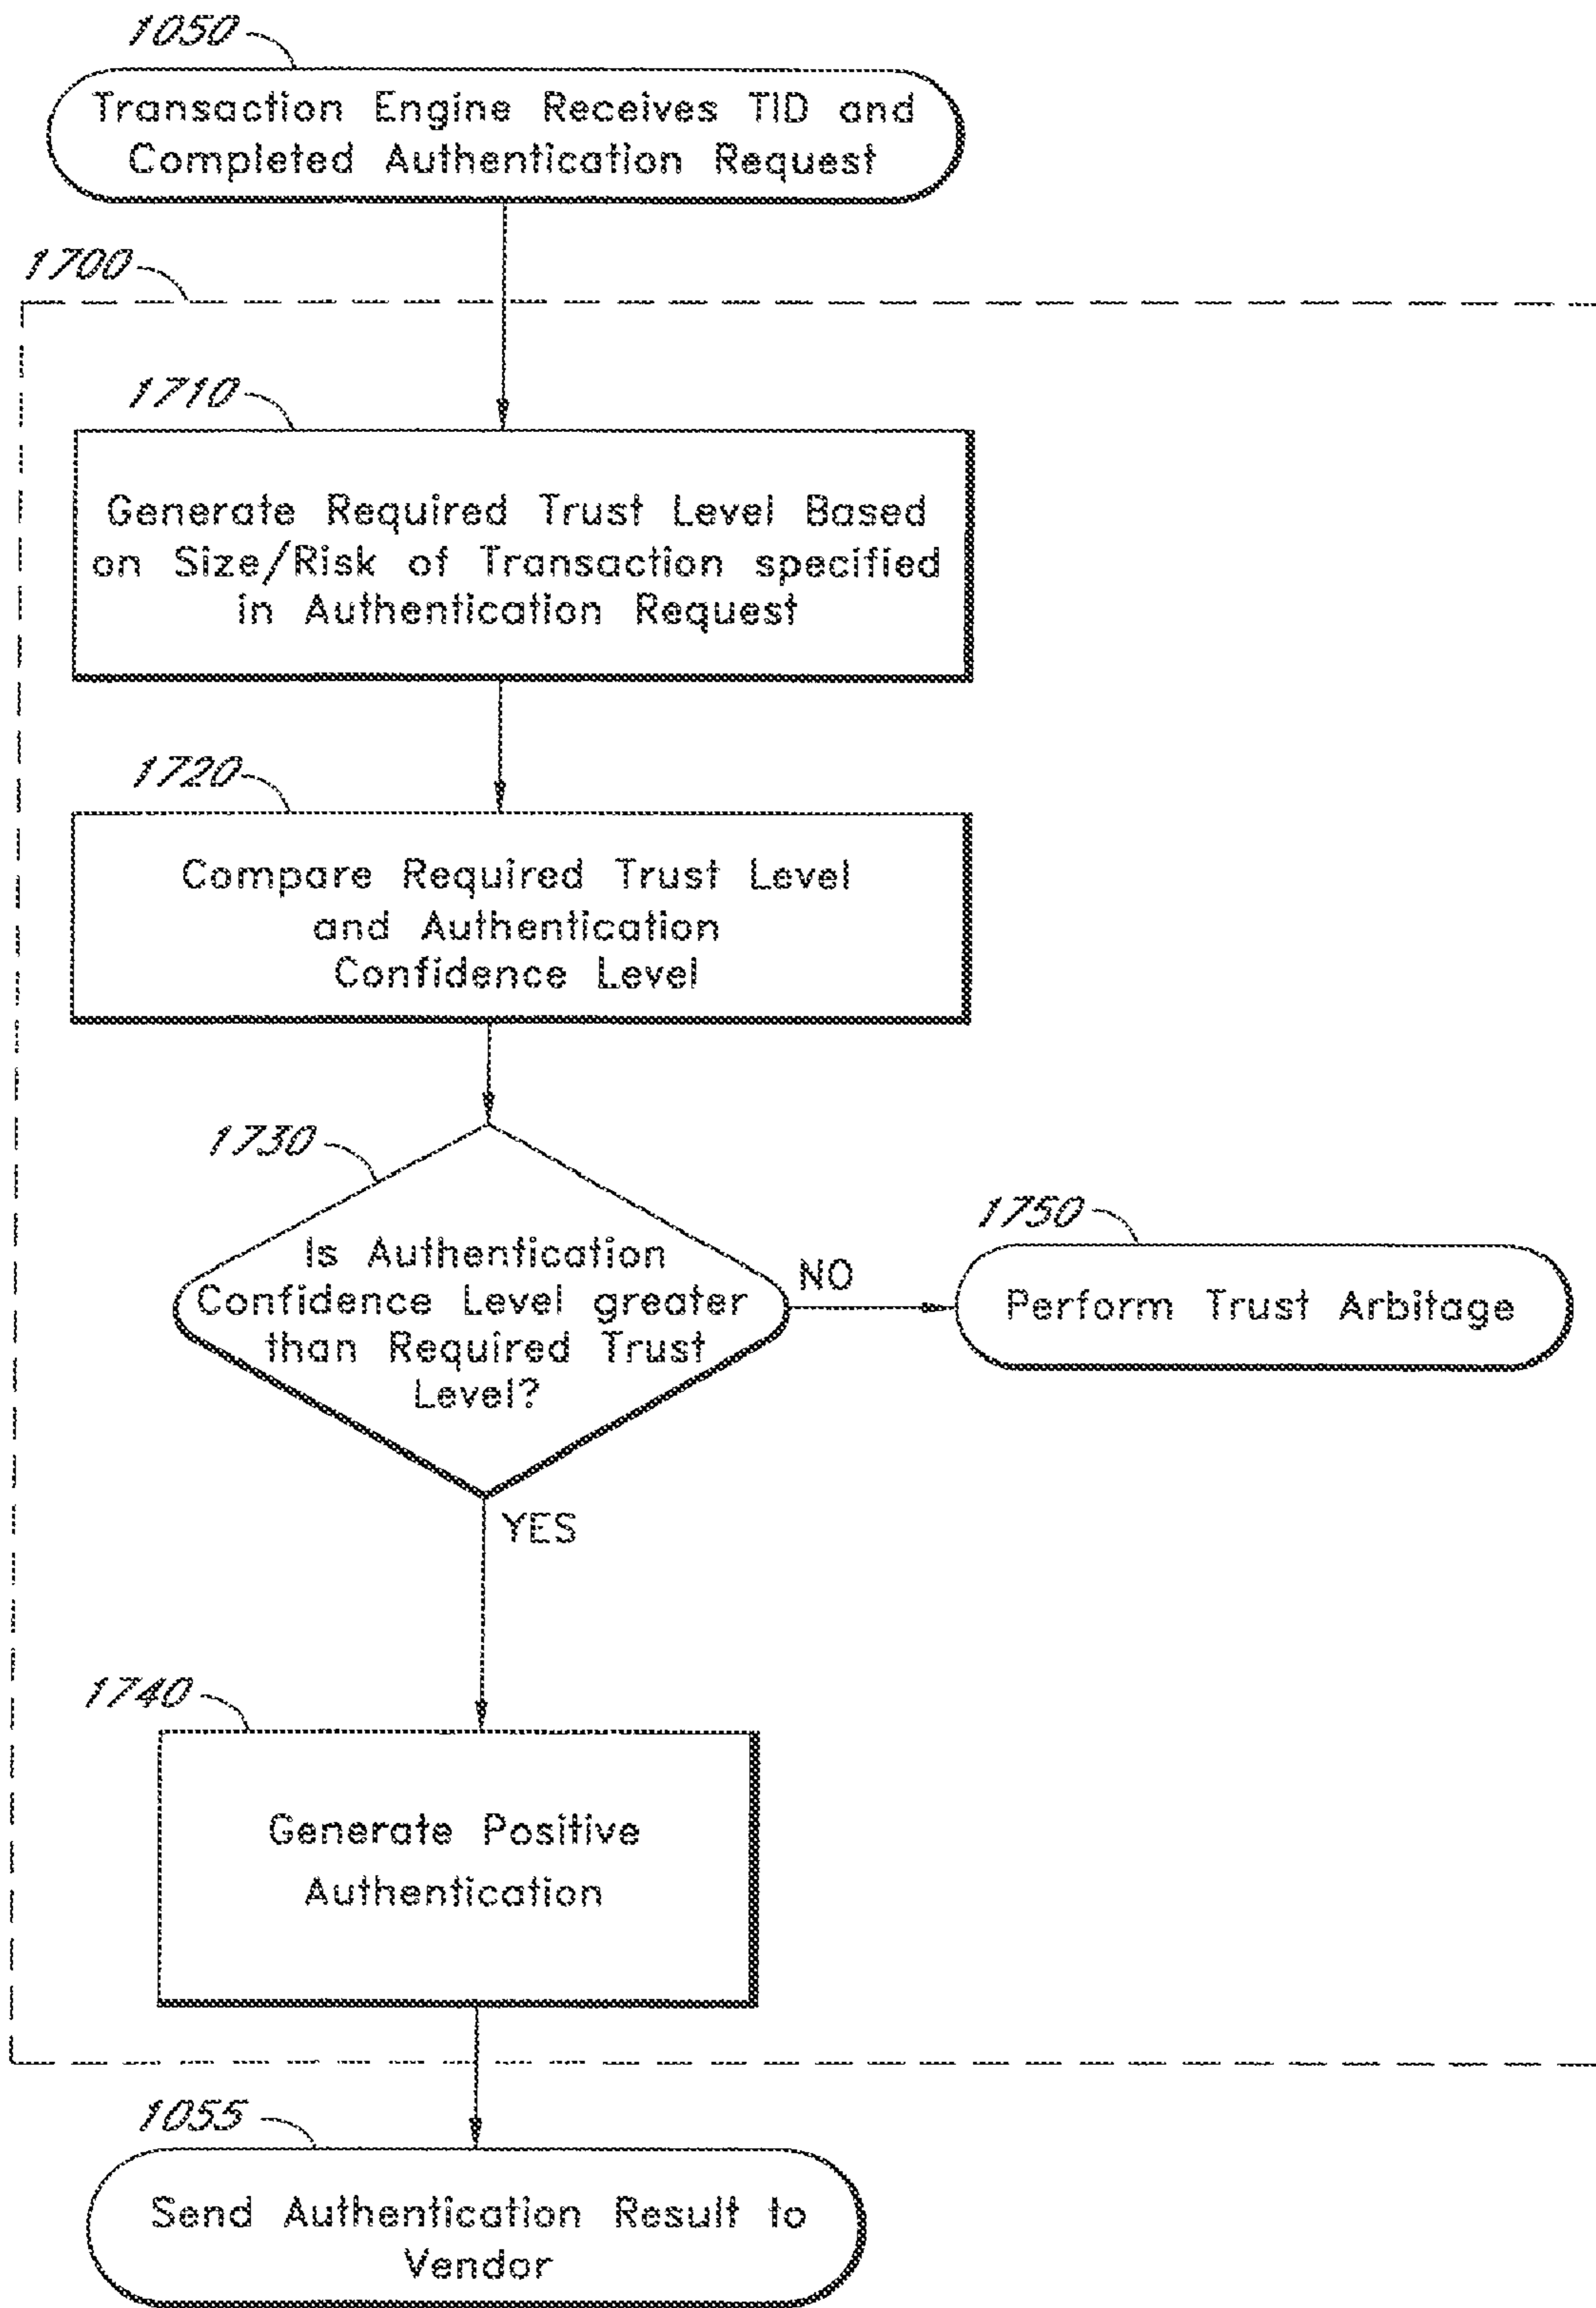 1050
Transaction Engine Receives TID and
Completed Authentication Request
1700
1710
Generate Required Trust Level Based
on Size/Risk of Transaction specified
in Authentication Request
1720
Compare Required Trust Level
and Authentication
Confidence Level
1730
Is Authentication
Confidence Level greater
than Required Trust
Level?
NO
1750
Perform Trust Arbitage
YES
1740
Generate Positive
Authentication
1055
Send Authentication Result to
Vendor